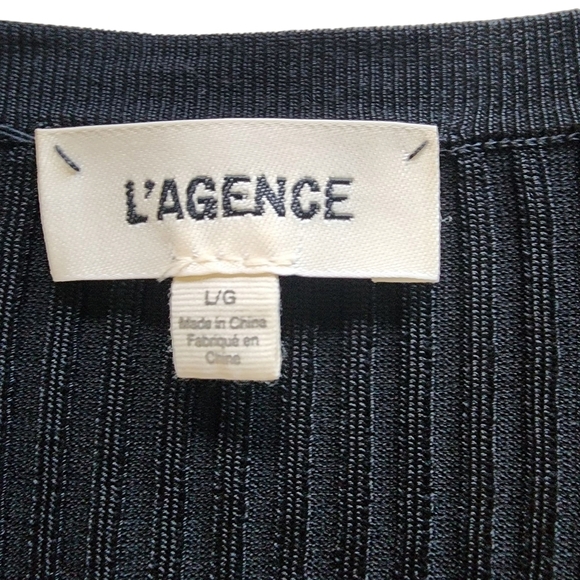 L'AGENCE
L/G
Made in China
Fabriqué en
Chine